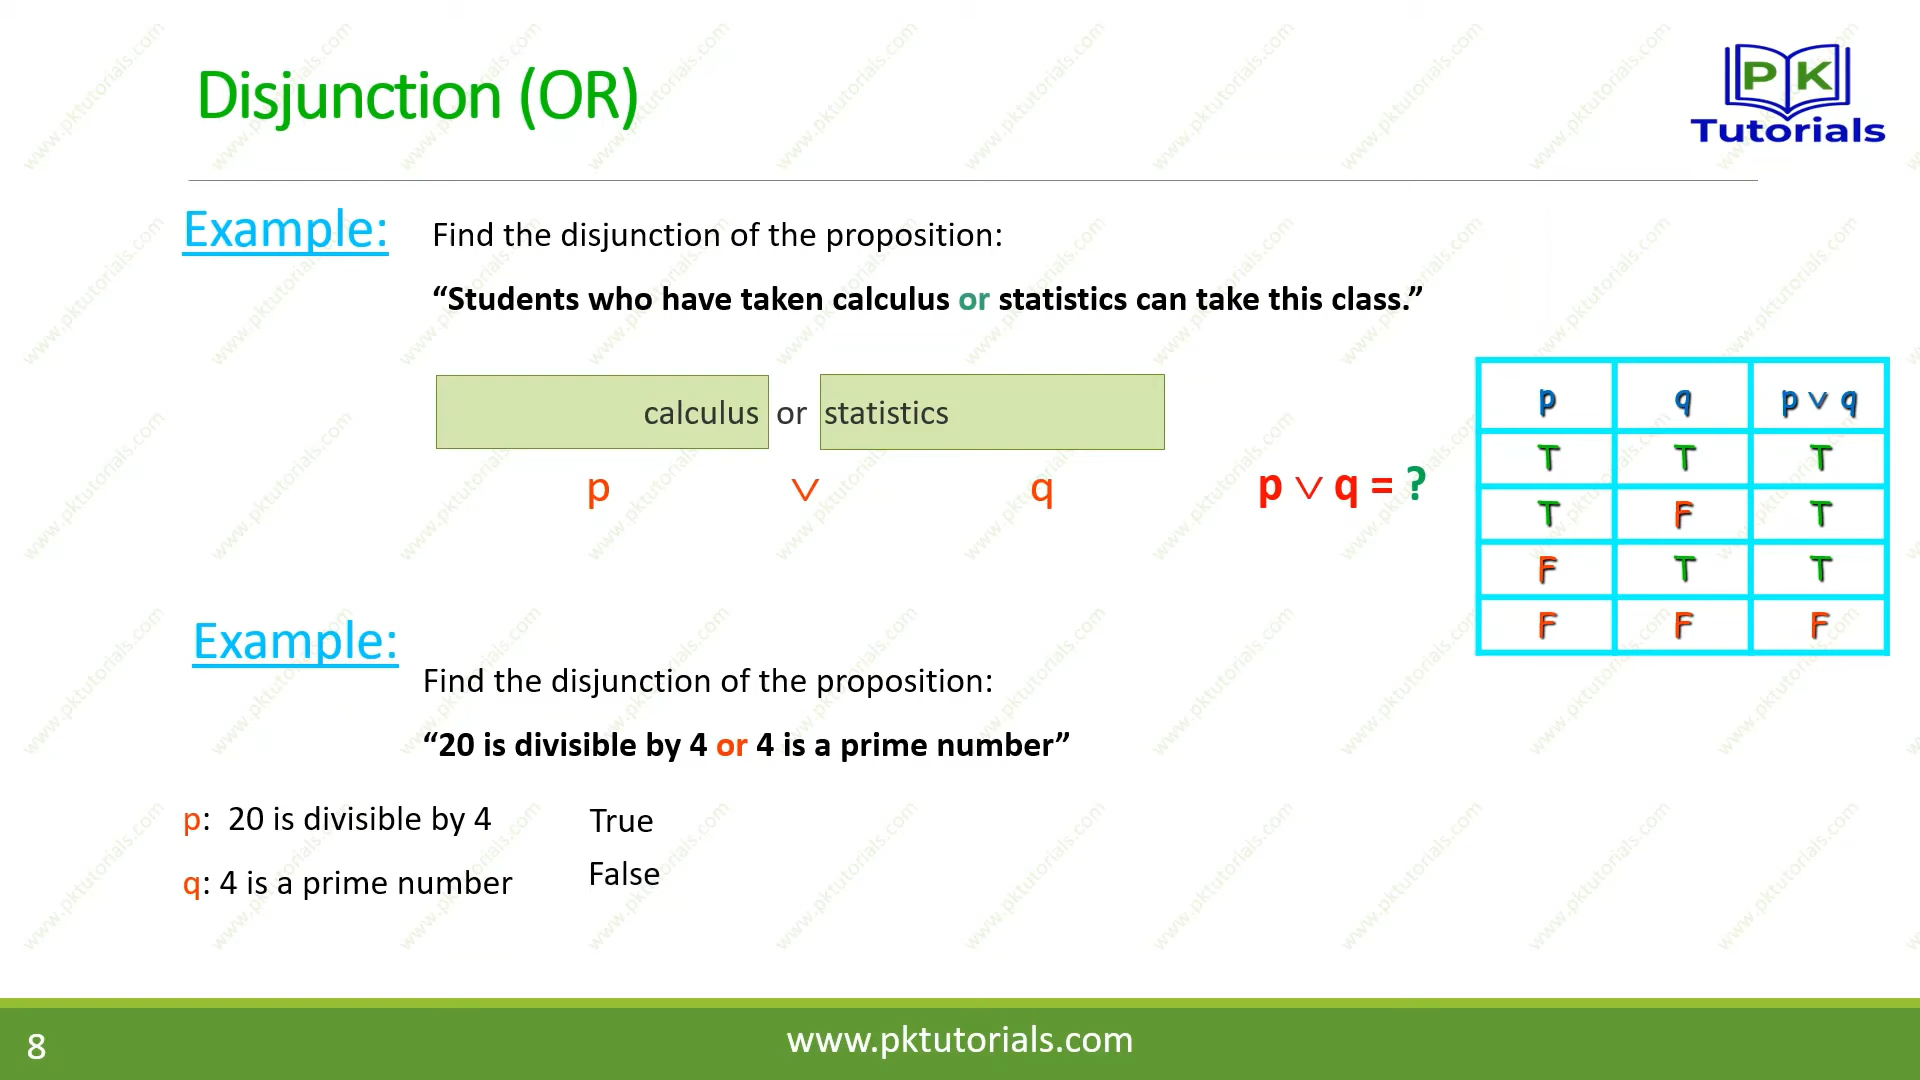 Disjunction (OR)
PK
Tutorials
Example:
Find the disjunction of the proposition:
“Students who have taken calculus or statistics can take this class.”
calculus or statistics
p ∨ q
p ∨ q = ?
p q p ∨ q
T T T
T F T
F T T
F F F
Example:
Find the disjunction of the proposition:
“20 is divisible by 4 or 4 is a prime number”
p: 20 is divisible by 4 True
q: 4 is a prime number False
8
www.pktutorials.com